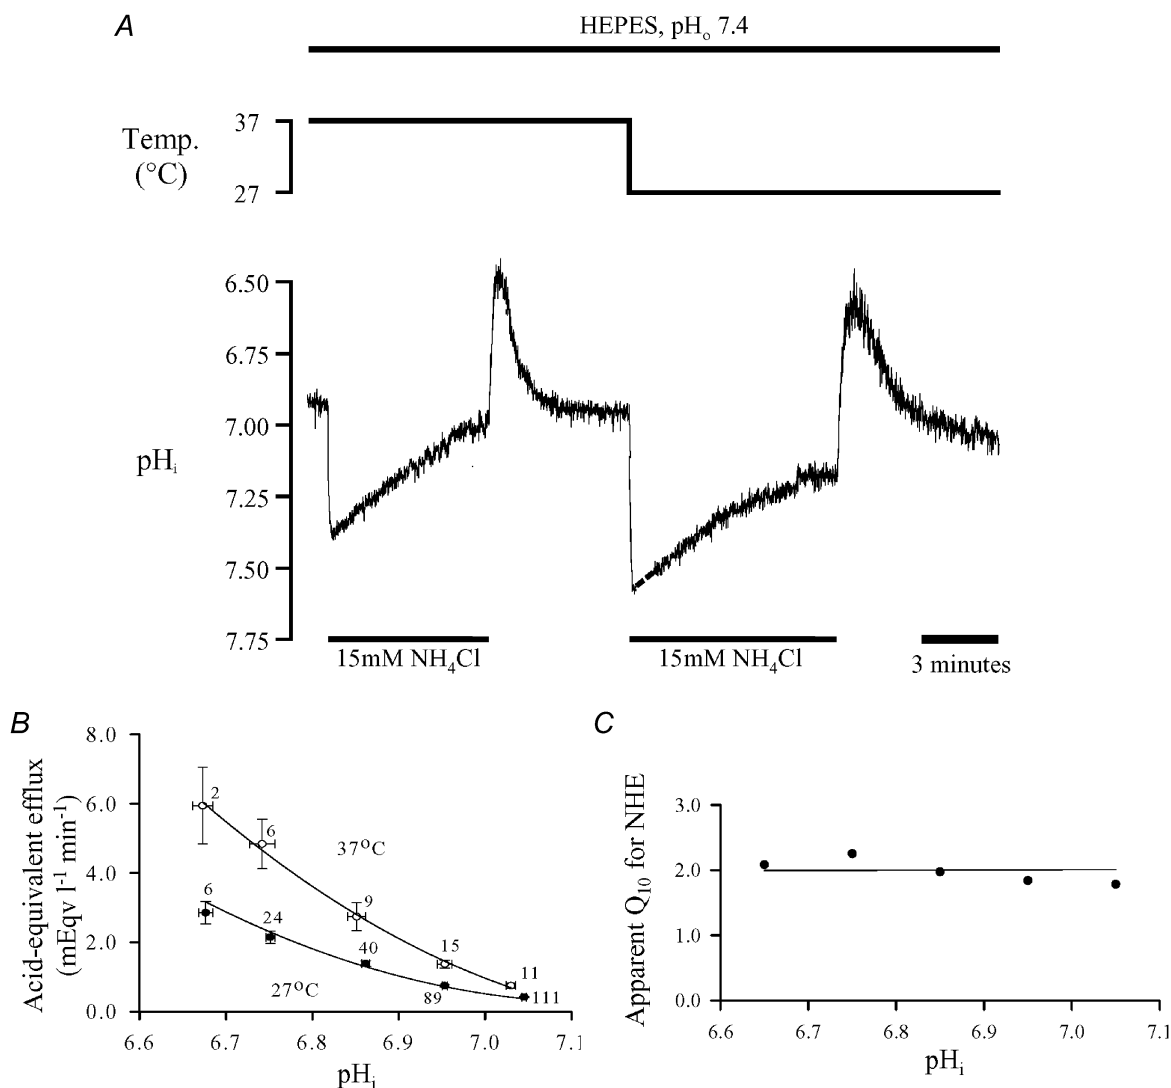 A
HEPES, pHₒ 7.4
37
Temp.
(°C)
27
6.50
6.75
7.00
pHᵢ
7.25
7.50
7.75
15mM NH₄Cl
15mM NH₄Cl
3 minutes
B
8.0
6.0
4.0
2.0
0.0
Acid-equivalent efflux
(mEqv l⁻¹ min⁻¹)
2
6
37°C
9
15
11
6
24
40
27°C
89
111
6.6
6.7
6.8
6.9
7.0
7.1
pHᵢ
C
3.0
2.0
1.0
0.0
Apparent Q₁₀ for NHE
6.6
6.7
6.8
6.9
7.0
7.1
pHᵢ